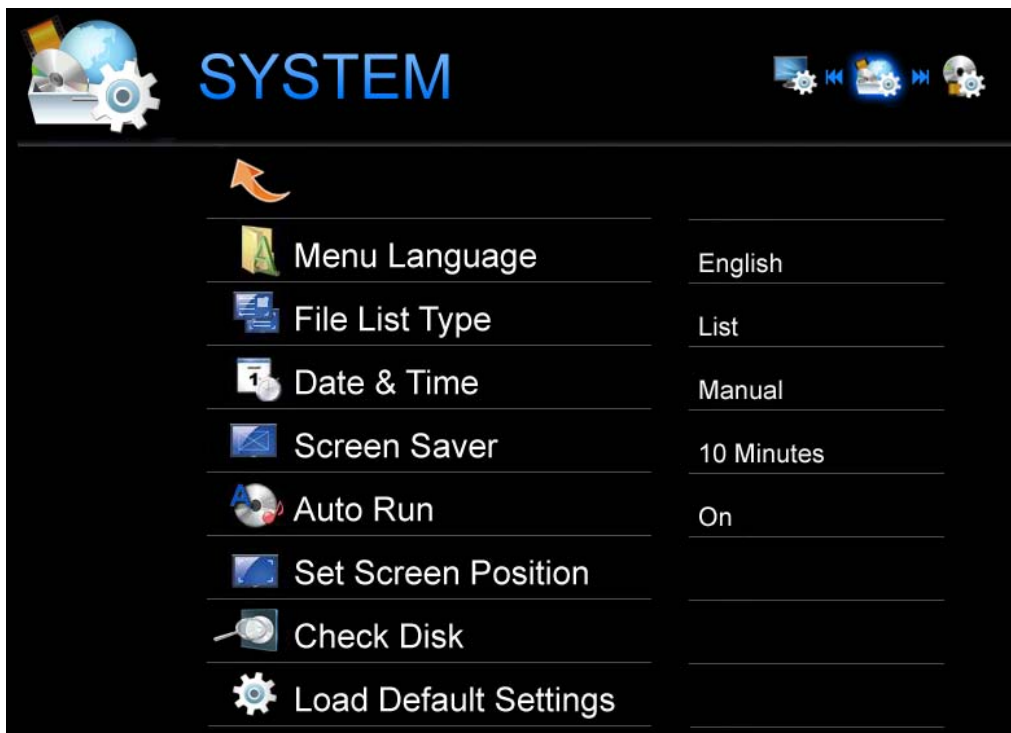 SYSTEM
Menu Language English
File List Type List
Date & Time Manual
Screen Saver 10 Minutes
Auto Run On
Set Screen Position
Check Disk
Load Default Settings